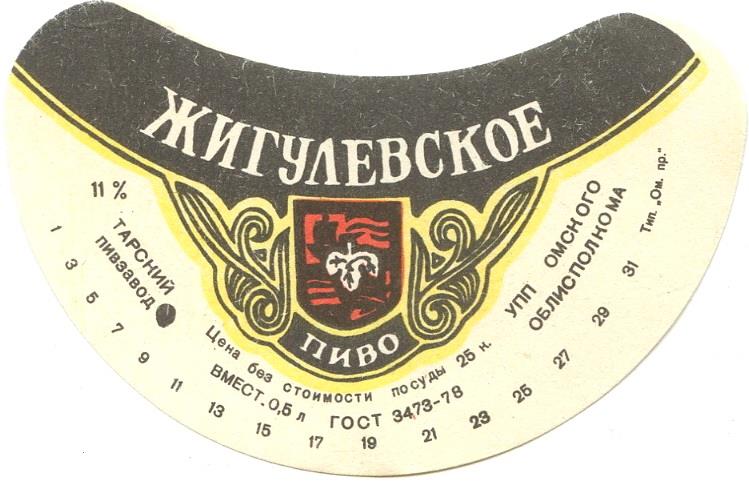 ЖИГУЛЕВСКОЕ
ПИВО
11 %
ТАРСКИЙ
ПИВЗАВОД
УПП ОМСКОГО
ОБЛИСПОЛКОМА
Тип. „Ом. пр."
Цена без стоимости посуды 25 к.
ВМЕСТ. 0,5 л ГОСТ 3473-78
1 3 5 7 9 11 13 15 17 19 21 23 25 27 29 31